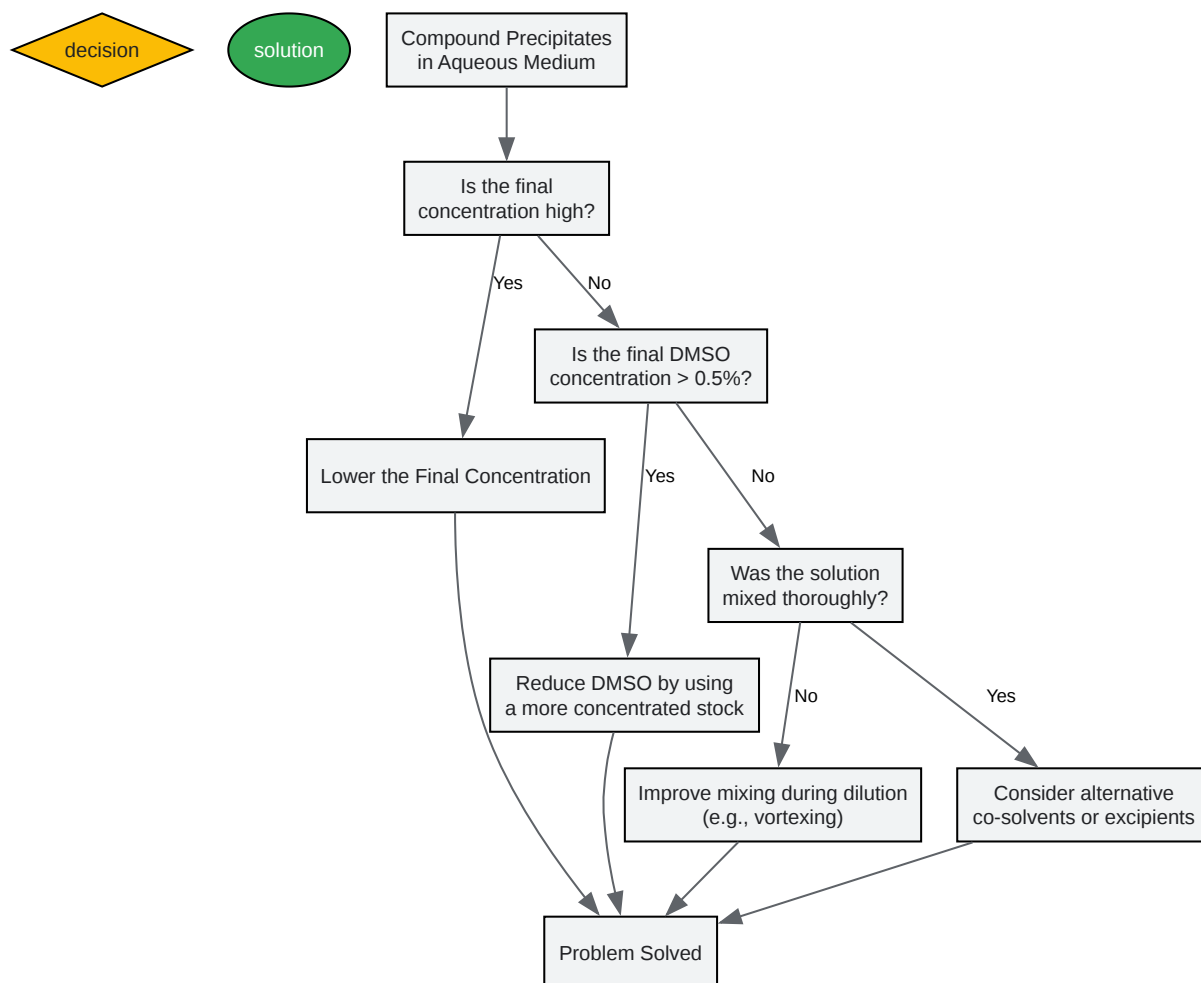 decision
solution
Compound Precipitates
in Aqueous Medium
Is the final
concentration high?
Yes
No
Is the final DMSO
concentration > 0.5%?
Lower the Final Concentration
Yes
No
Was the solution
mixed thoroughly?
Reduce DMSO by using
a more concentrated stock
No
Yes
Improve mixing during dilution
(e.g., vortexing)
Consider alternative
co-solvents or excipients
Problem Solved